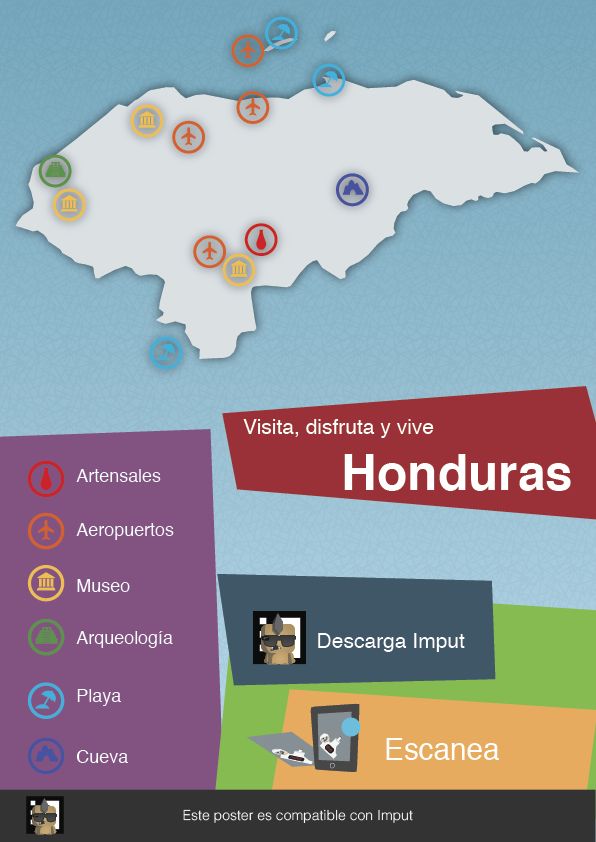 Visita, disfruta y vive
Honduras
Artensales
Aeropuertos
Museo
Arqueología
Playa
Cueva
Descarga Imput
Escanea
Este poster es compatible con Imput